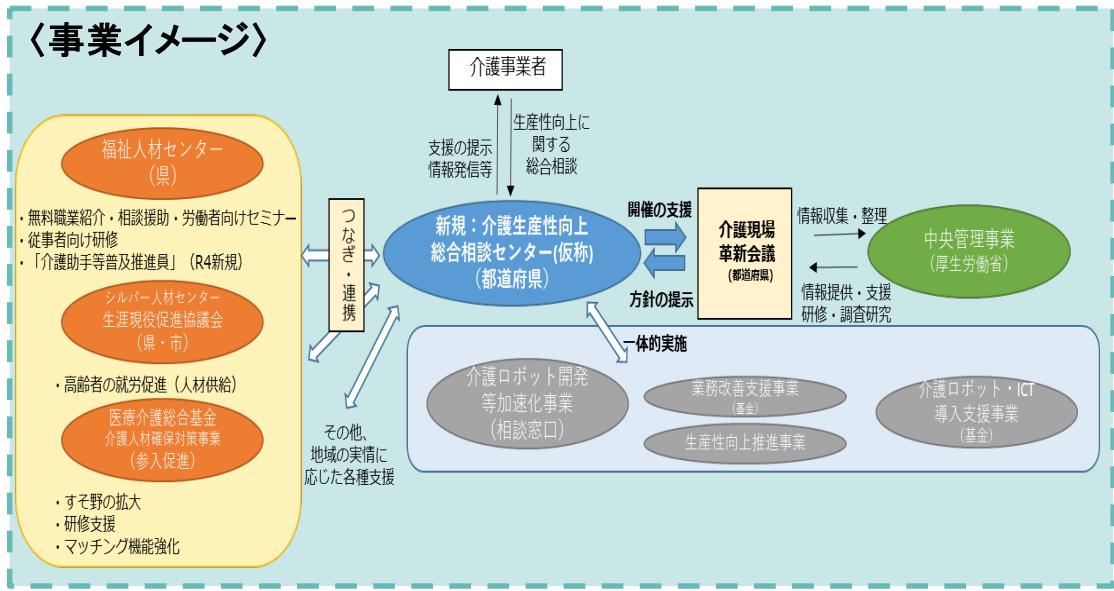 〈事業イメージ〉
介護事業者
支援の提示
情報発信等
生産性向上に
関する
総合相談
福祉人材センター
（県）
・無料職業紹介・相談援助・労働者向けセミナー
・従事者向け研修
・「介護助手等普及推進員」（R4新規）
シルバー人材センター
生涯現役促進協議会
（県・市）
・高齢者の就労促進（人材供給）
医療介護総合基金
介護人材確保対策事業
（参入促進）
・すそ野の拡大
・研修支援
・マッチング機能強化
つなぎ・連携
新規：介護生産性向上
総合相談センター(仮称)
（都道府県）
開催の支援
方針の提示
介護現場
革新会議
（都道府県）
情報収集・整理
情報提供・支援
研修・調査研究
中央管理事業
（厚生労働省）
その他、
地域の実情に
応じた各種支援
一体的実施
介護ロボット開発
等加速化事業
（相談窓口）
業務改善支援事業
（基金）
生産性向上推進事業
介護ロボット・ICT
導入支援事業
（基金）